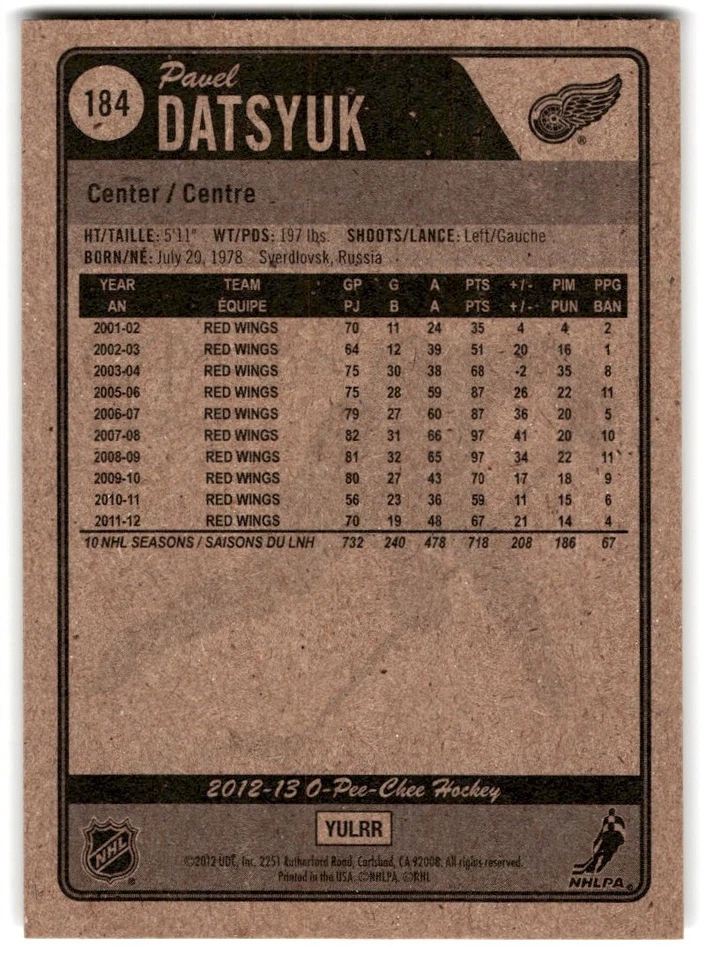 184
Pavel
DATSYUK
Center / Centre
HT/TAILLE: 5'11" WT/PDS: 197 lbs. SHOOTS/LANCE: Left/Gauche
BORN/NÉ: July 20, 1978 Sverdlovsk, Russia
YEAR TEAM GP G A PTS +/- PIM PPG
AN ÉQUIPE PJ B A PTS +/- PUN BAN
2001-02 RED WINGS 70 11 24 35 4 4 2
2002-03 RED WINGS 64 12 39 51 20 16 1
2003-04 RED WINGS 75 30 38 68 -2 35 8
2005-06 RED WINGS 75 28 59 87 26 22 11
2006-07 RED WINGS 79 27 60 87 36 20 5
2007-08 RED WINGS 82 31 66 97 41 20 10
2008-09 RED WINGS 81 32 65 97 34 22 11
2009-10 RED WINGS 80 27 43 70 17 18 9
2010-11 RED WINGS 56 23 36 59 11 15 6
2011-12 RED WINGS 70 19 48 67 21 14 4
10 NHL SEASONS / SAISONS DU LNH 732 240 478 718 208 186 67
2012-13 O-Pee-Chee Hockey
YULRR
NHL
©2012 UDC, Inc. 2251 Rutherford Road, Carlsbad, CA 92008. All rights reserved.
Printed in the USA. ©NHLPA. ©NHL
NHLPA